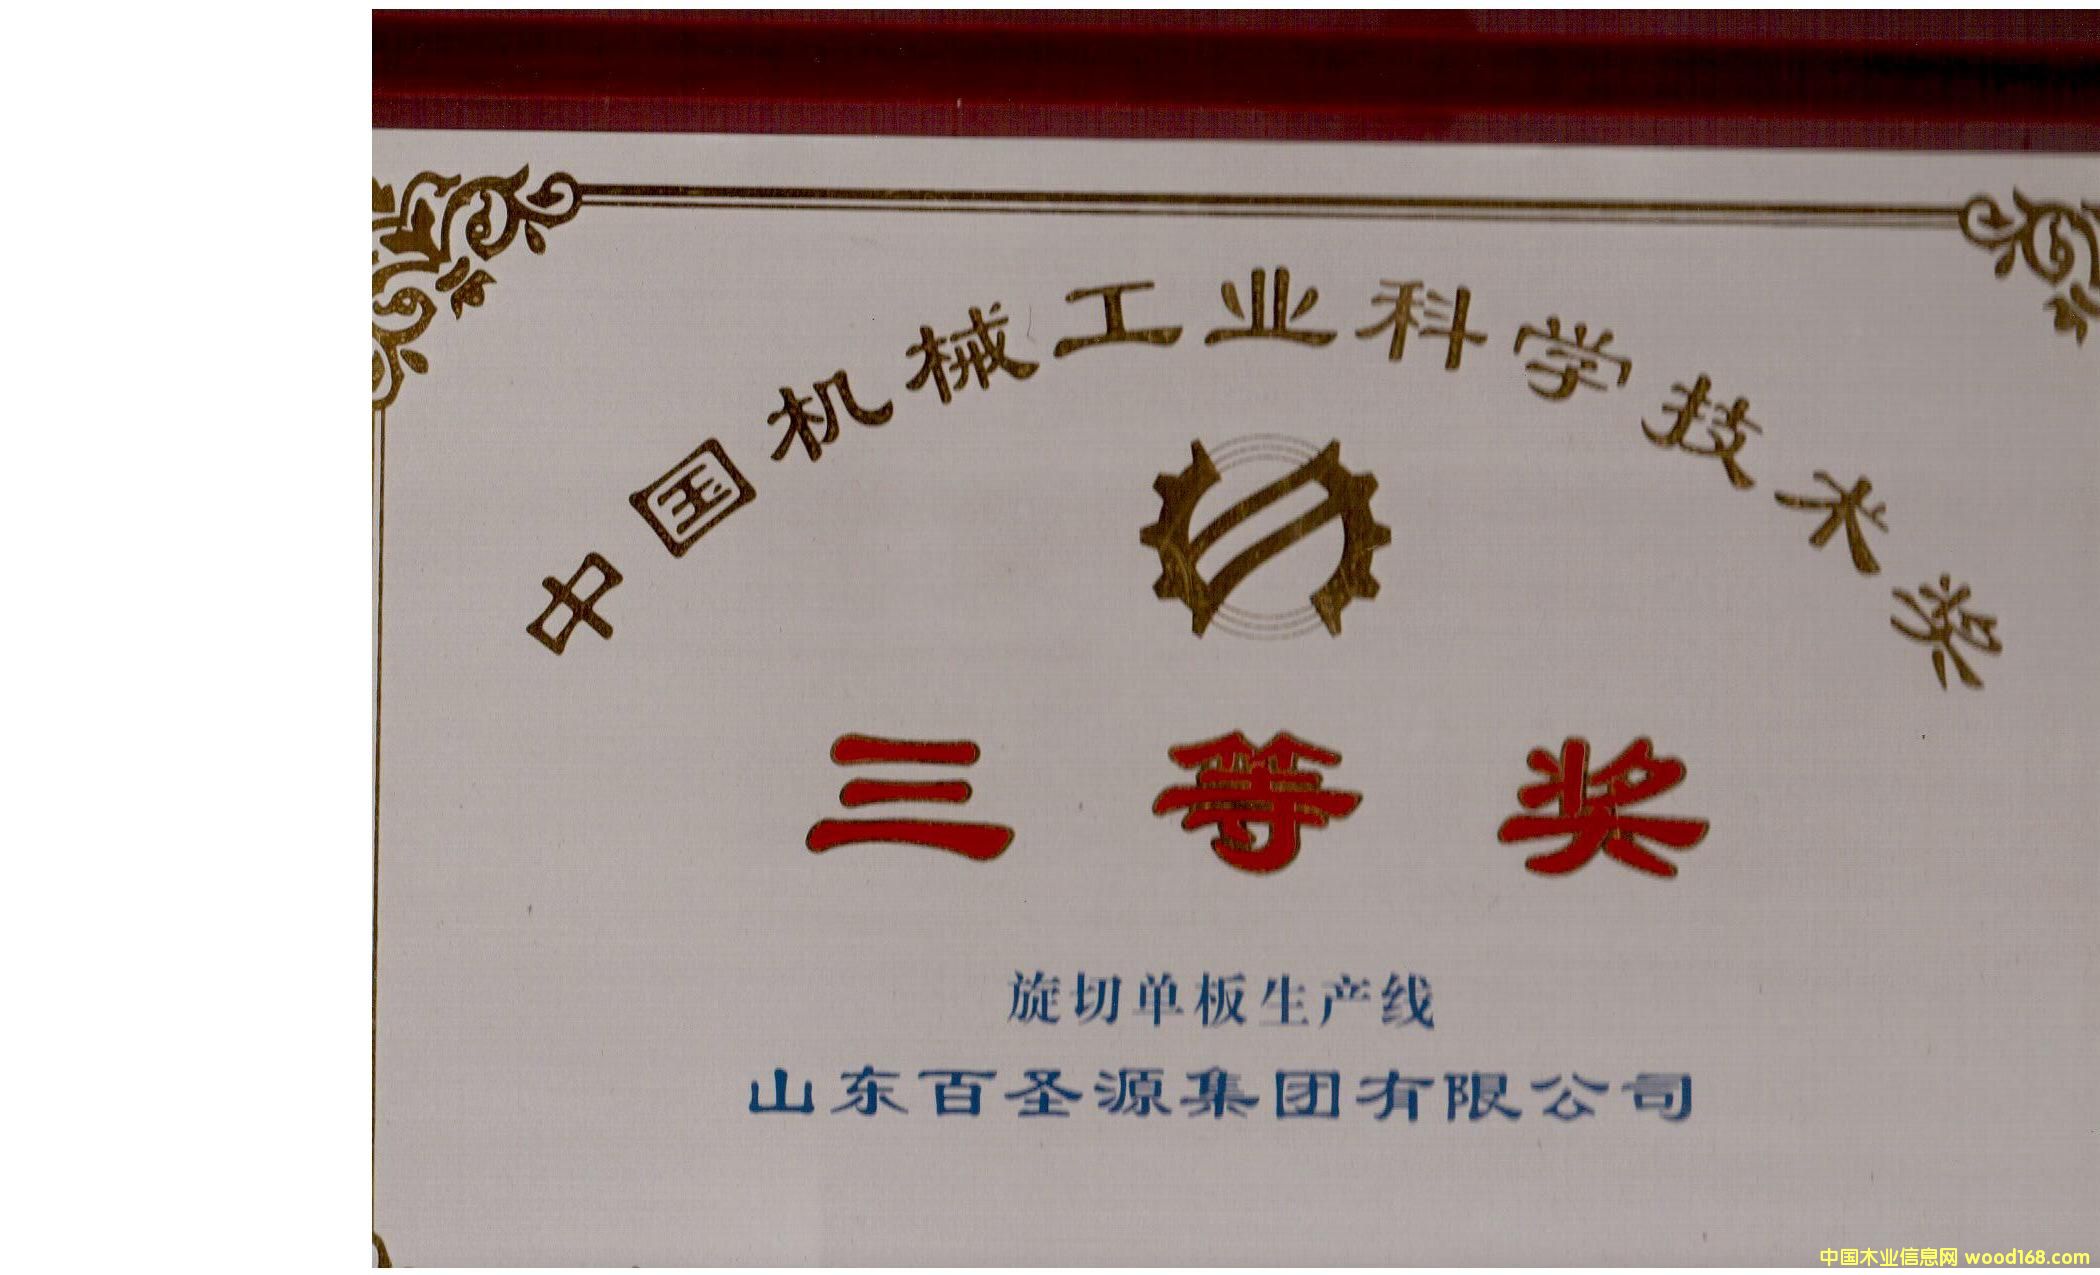 中国机械工业科学技术奖
三等奖
旋切单板生产线
山东百圣源集团有限公司
中国木业信息网 wood168.com